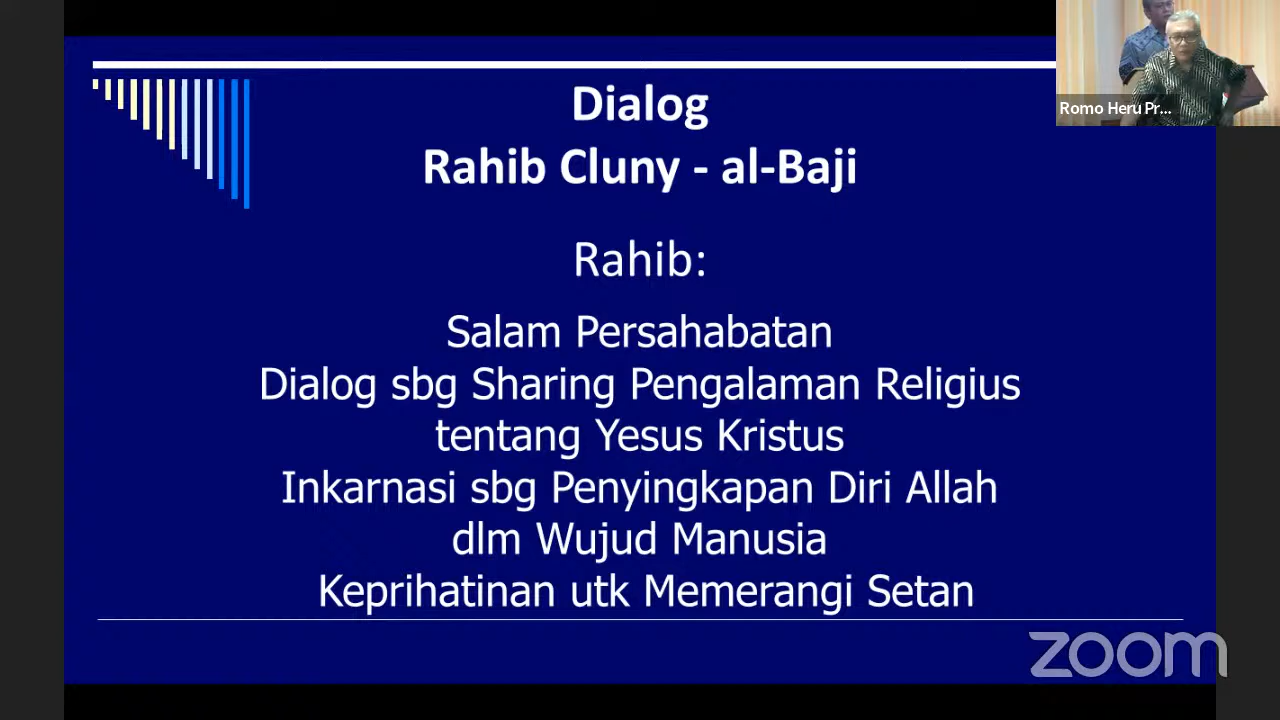 Dialog
Rahib Cluny - al-Baji
Romo Heru Pr...
Rahib:
Salam Persahabatan
Dialog sbg Sharing Pengalaman Religius
tentang Yesus Kristus
Inkarnasi sbg Penyingkapan Diri Allah
dlm Wujud Manusia
Keprihatinan utk Memerangi Setan
zoom